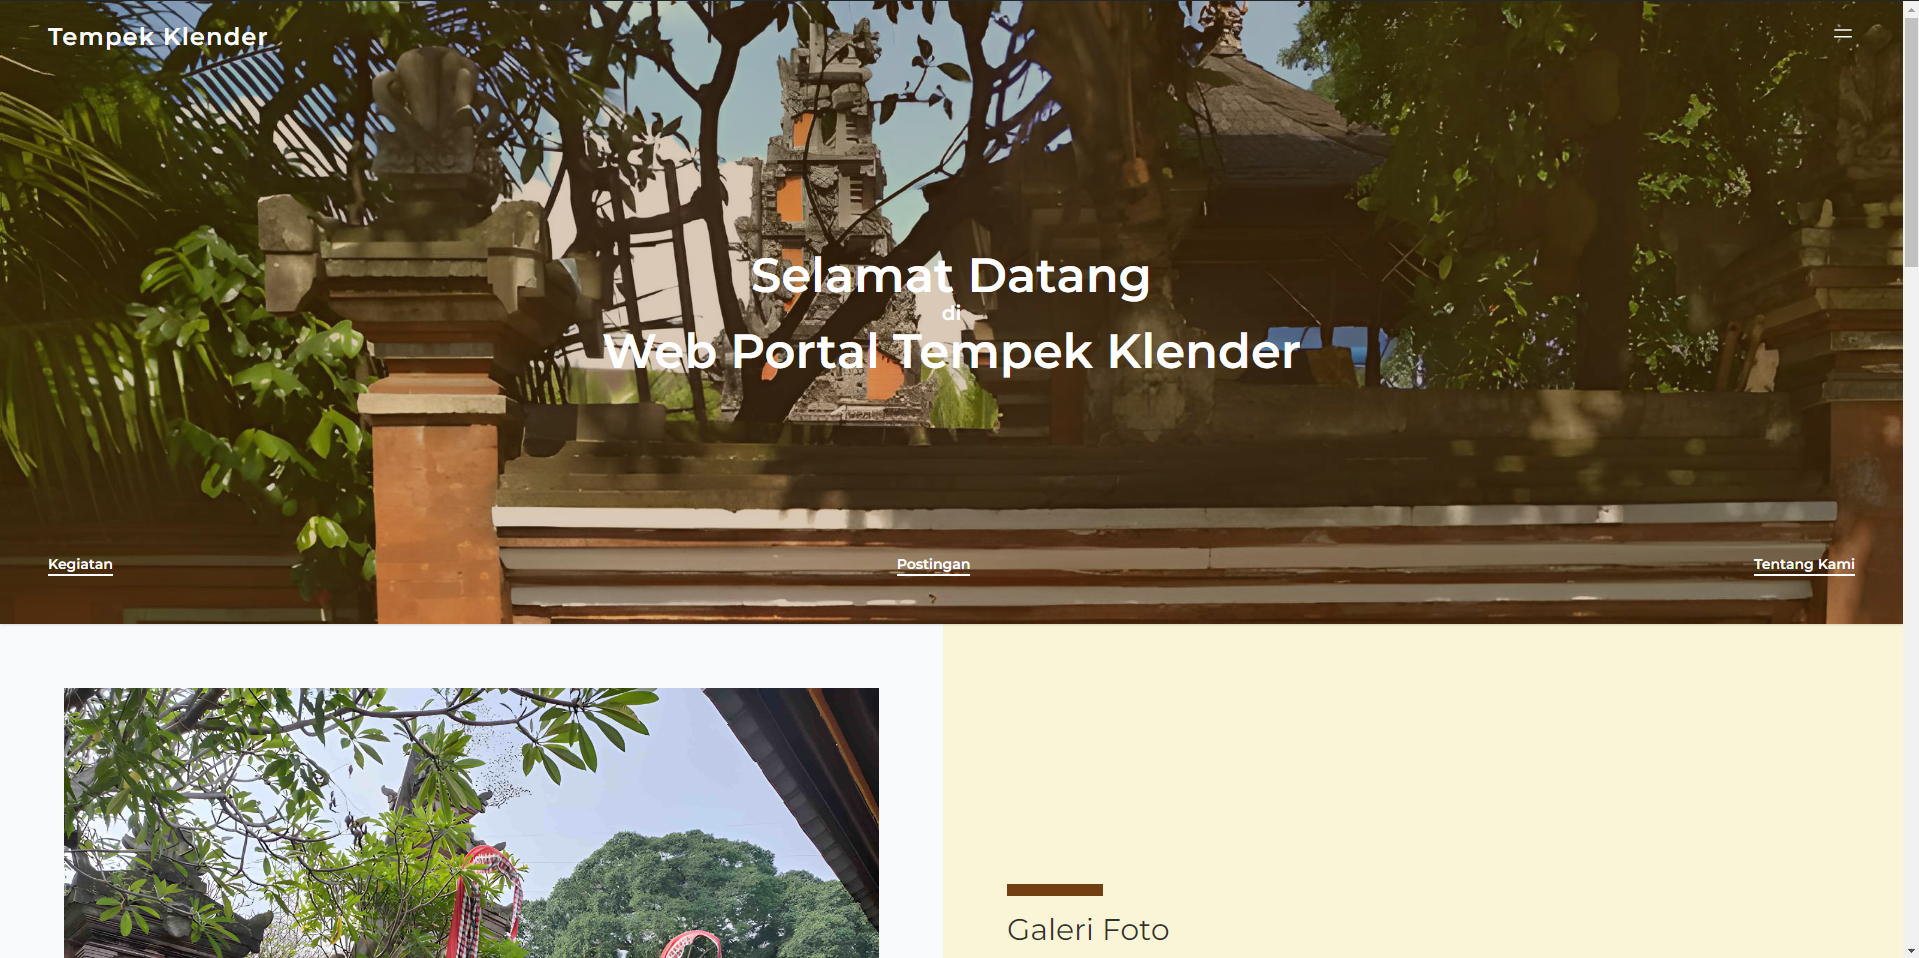 Tempek Klender
Selamat Datang
di
Web Portal Tempek Klender
Kegiatan
Postingan
Tentang Kami
Galeri Foto